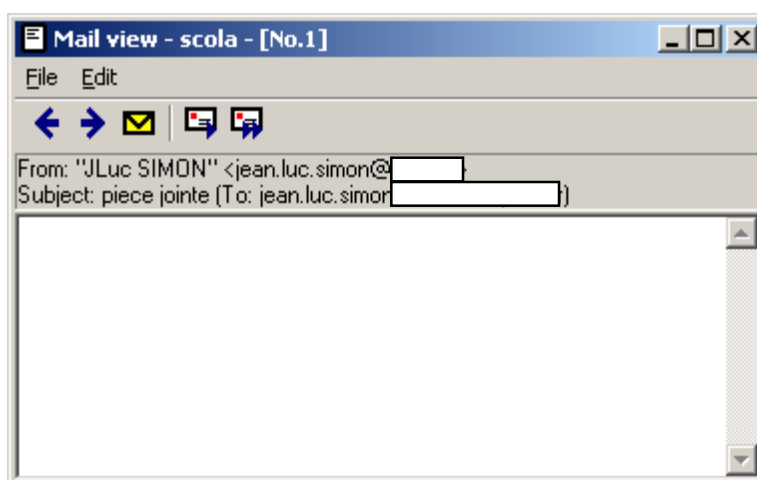 Mail view - scola - [No.1]
File Edit
From: "JLuc SIMON" <jean.luc.simon@
Subject: piece jointe (To: jean.luc.simon )